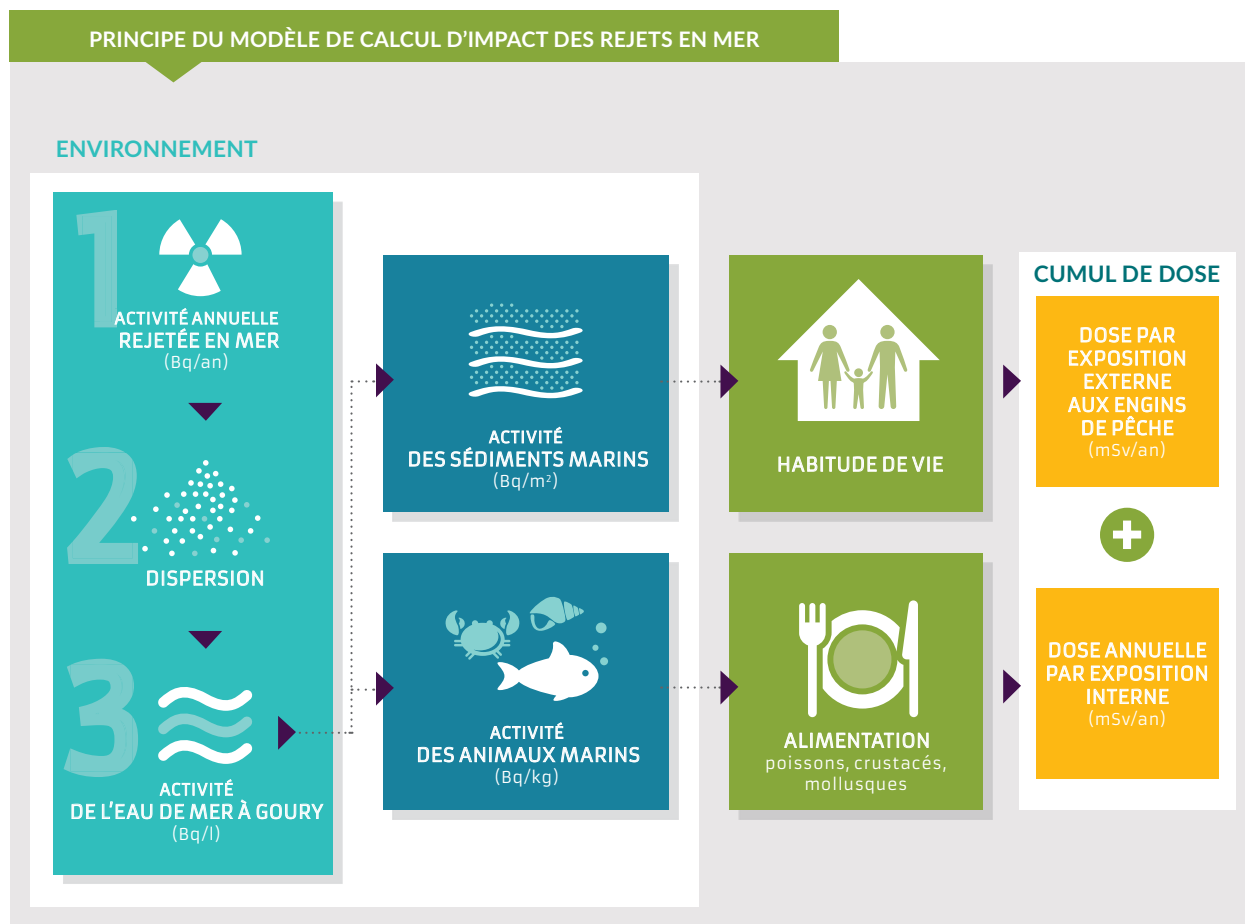 PRINCIPE DU MODÈLE DE CALCUL D'IMPACT DES REJETS EN MER
ENVIRONNEMENT
1
ACTIVITÉ ANNUELLE
REJETÉE EN MER
(Bq/an)
2
DISPERSION
3
ACTIVITÉ
DE L'EAU DE MER À GOURY
(Bq/l)
ACTIVITÉ
DES SÉDIMENTS MARINS
(Bq/m²)
ACTIVITÉ
DES ANIMAUX MARINS
(Bq/kg)
HABITUDE DE VIE
ALIMENTATION
poissons, crustacés,
mollusques
CUMUL DE DOSE
DOSE PAR
EXPOSITION
EXTERNE
AUX ENGINS
DE PÊCHE
(mSv/an)
+
DOSE ANNUELLE
PAR EXPOSITION
INTERNE
(mSv/an)